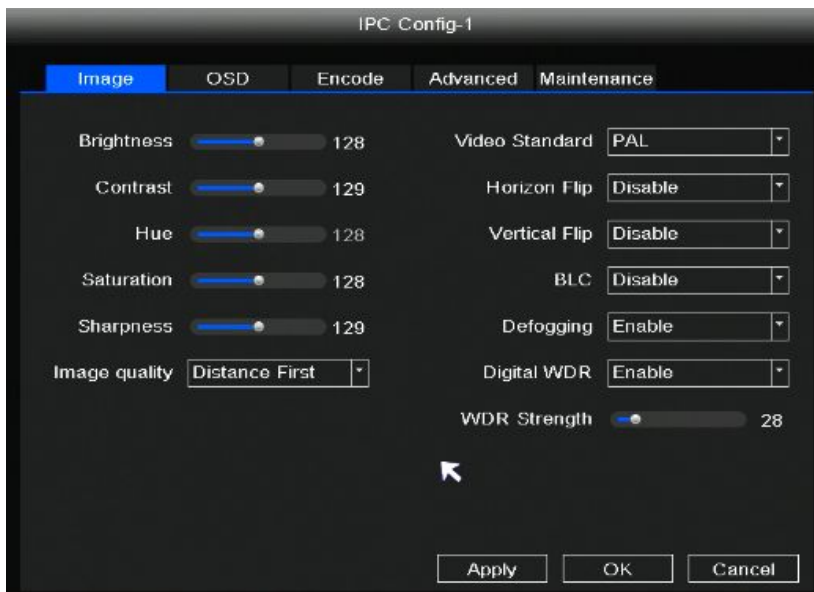 IPC Config-1
Image OSD Encode Advanced Maintenance
Brightness 128 Video Standard PAL
Contrast 129 Horizon Flip Disable
Hue 128 Vertical Flip Disable
Saturation 128 BLC Disable
Sharpness 129 Defogging Enable
Image quality Distance First Digital WDR Enable
WDR Strength 28
Apply OK Cancel